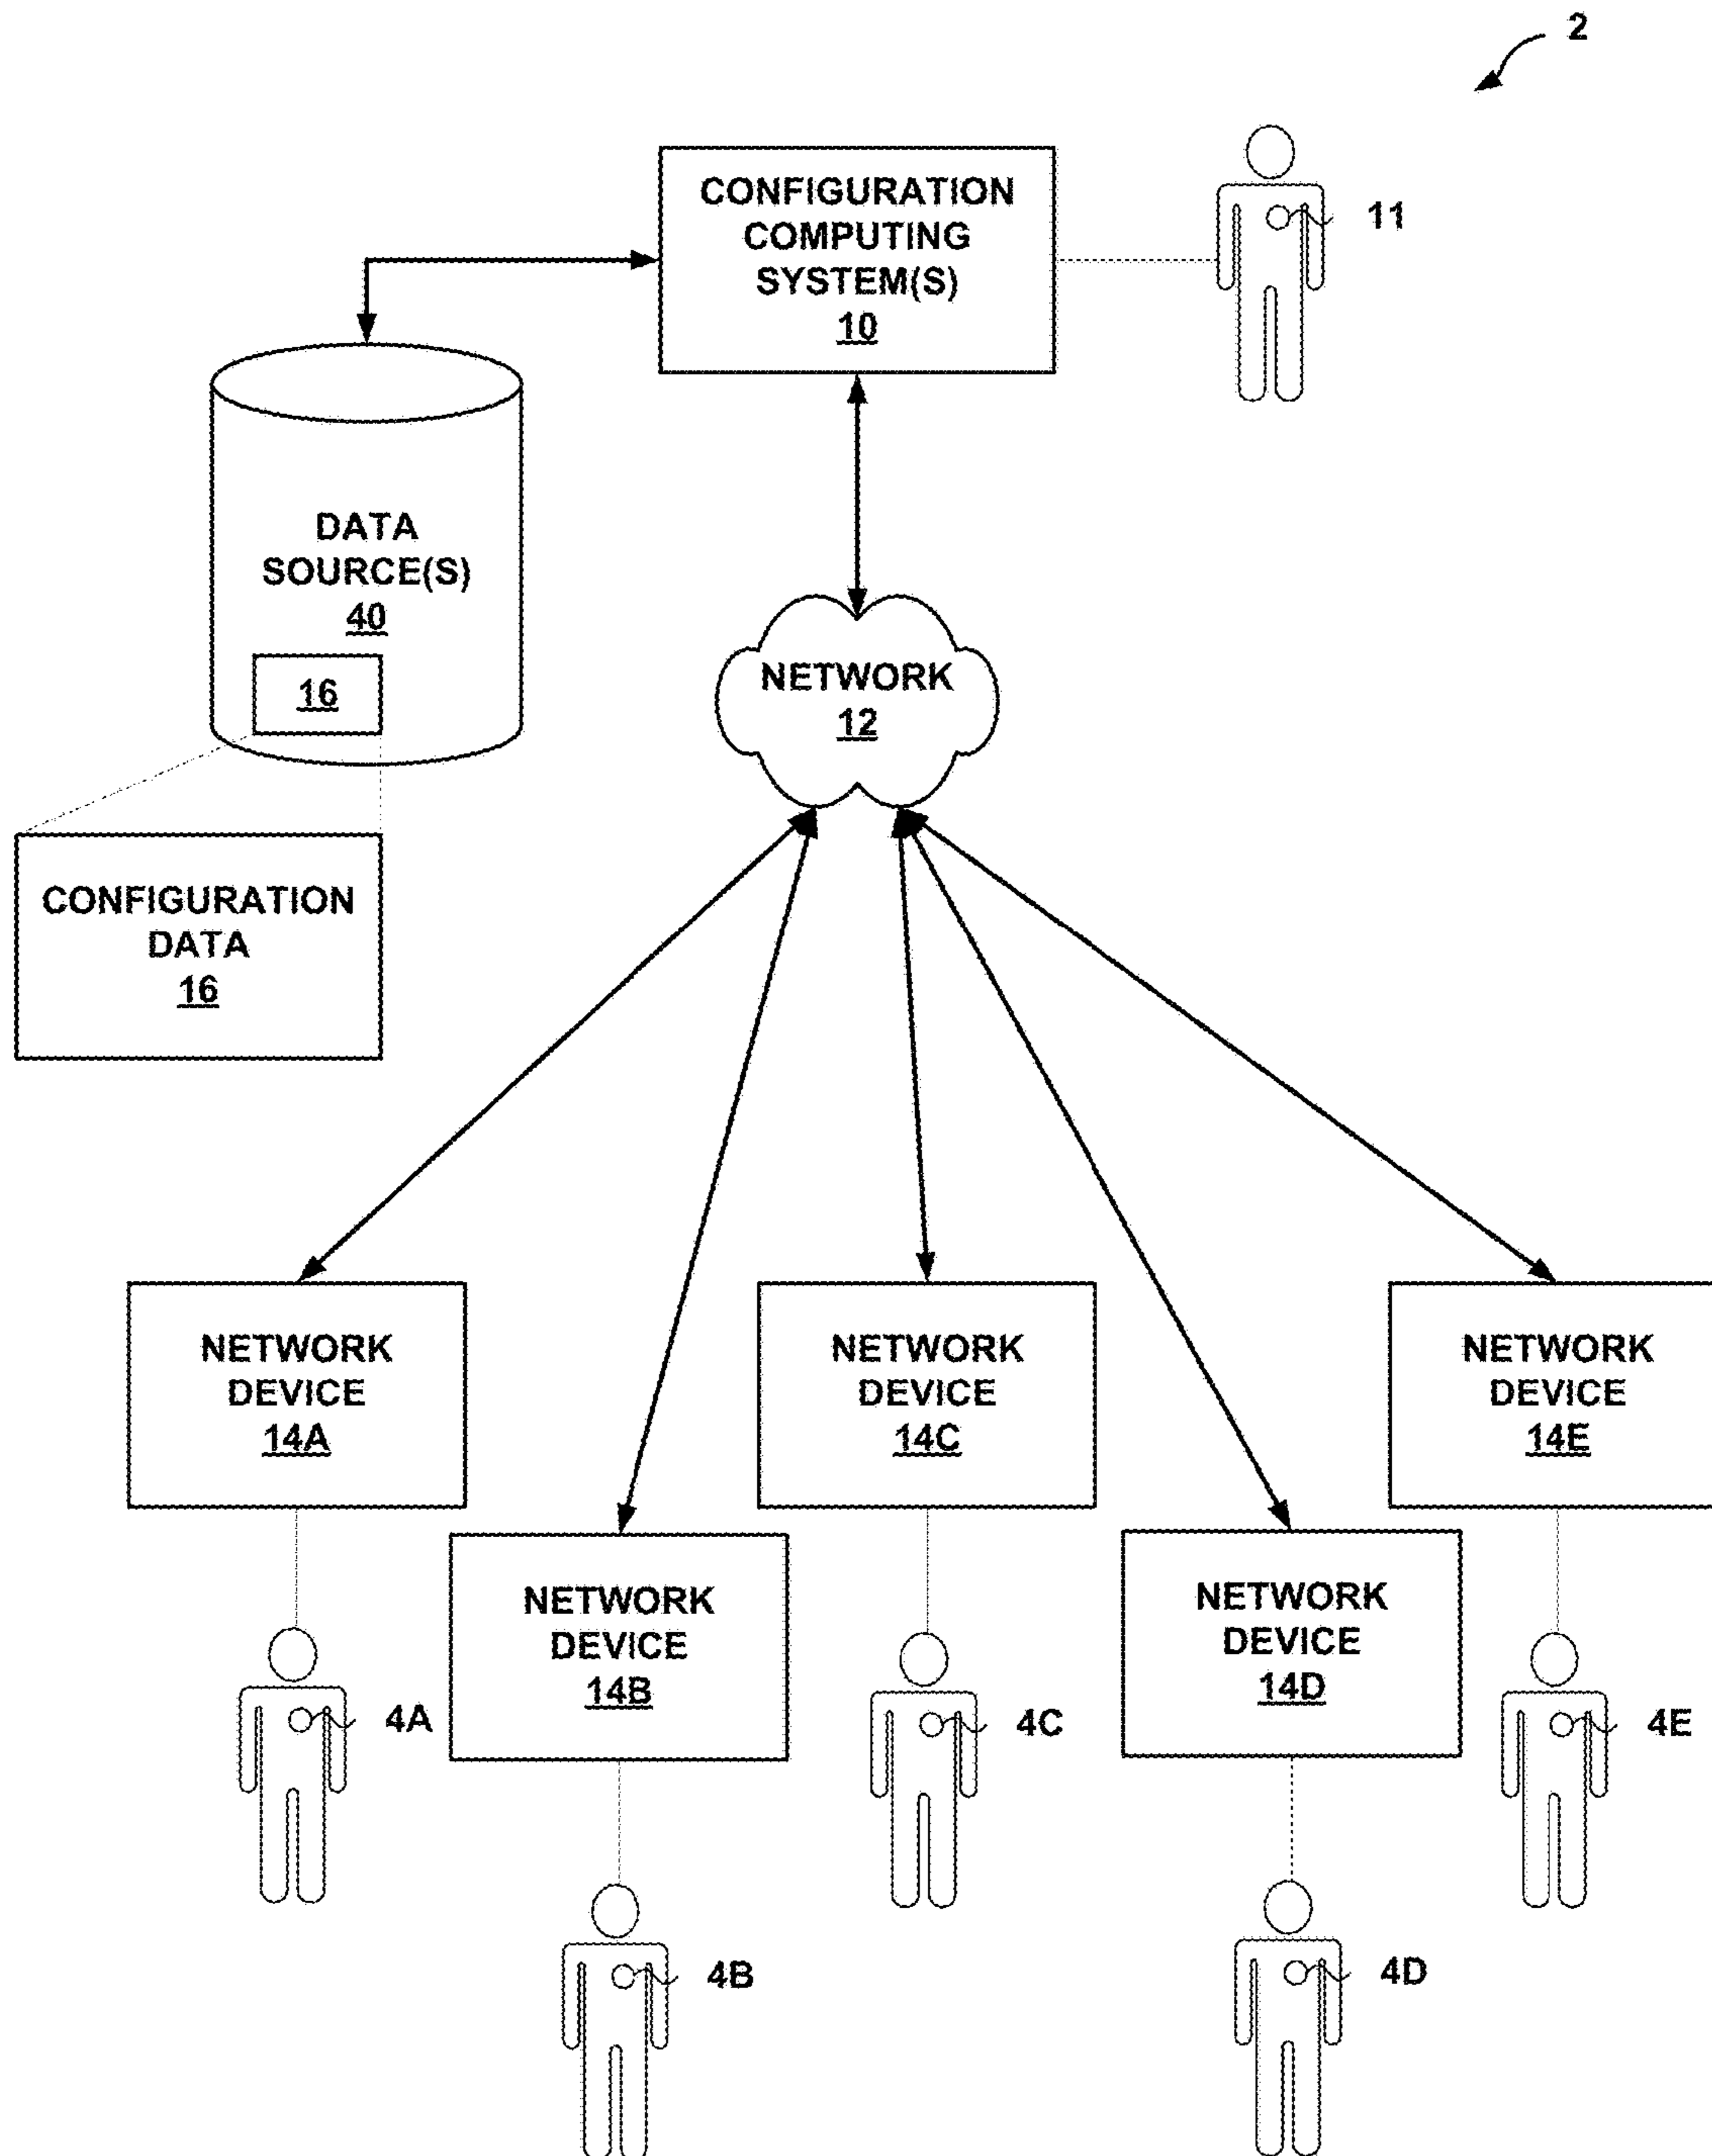 2
CONFIGURATION
COMPUTING
SYSTEM(S)
10
11
DATA
SOURCE(S)
40
16
NETWORK
12
CONFIGURATION
DATA
16
NETWORK
DEVICE
14A
NETWORK
DEVICE
14C
NETWORK
DEVICE
14E
NETWORK
DEVICE
14B
NETWORK
DEVICE
14D
4A
4C
4E
4B
4D